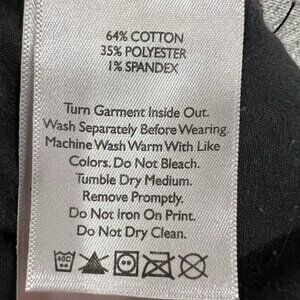 64% COTTON
35% POLYESTER
1% SPANDEX
Turn Garment Inside Out.
Wash Separately Before Wearing.
Machine Wash Warm With Like
Colors. Do Not Bleach.
Tumble Dry Medium.
Remove Promptly.
Do Not Iron On Print.
Do Not Dry Clean.
40C